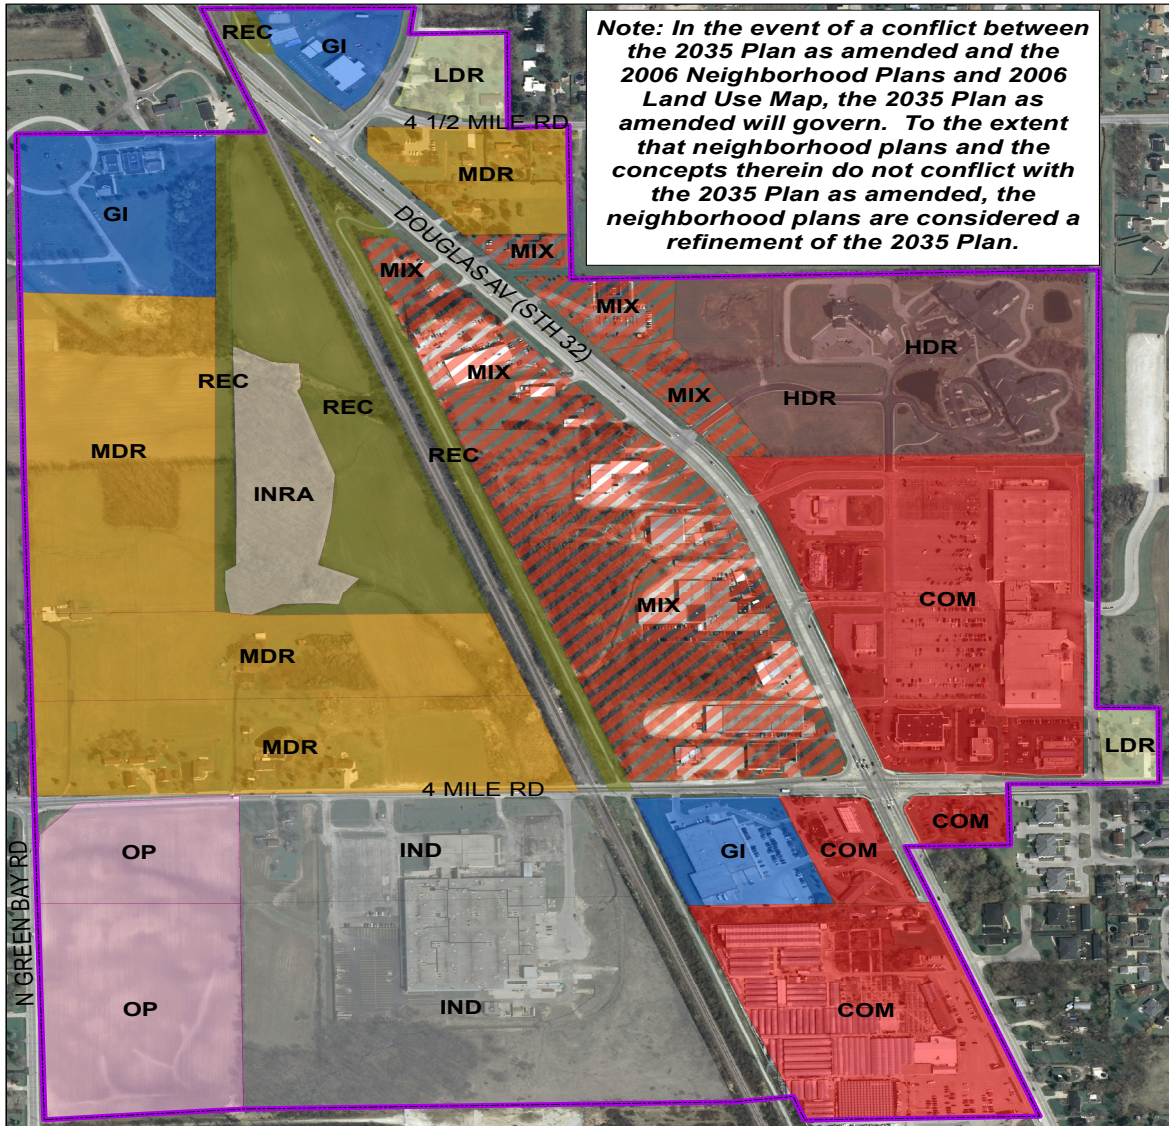 REC
GI
LDR
Note: In the event of a conflict between
the 2035 Plan as amended and the
2006 Neighborhood Plans and 2006
Land Use Map, the 2035 Plan as
amended will govern.  To the extent
that neighborhood plans and the
concepts therein do not conflict with
the 2035 Plan as amended, the
neighborhood plans are considered a
refinement of the 2035 Plan.
4 1/2 MILE RD
MDR
GI
DOUGLAS AV (STH 32)
MIX
MIX
MIX
HDR
MIX
REC
MIX
HDR
REC
MDR
REC
INRA
COM
MIX
MDR
MDR
LDR
4 MILE RD
COM
OP
IND
GI
COM
N GREEN BAY RD
OP
IND
COM